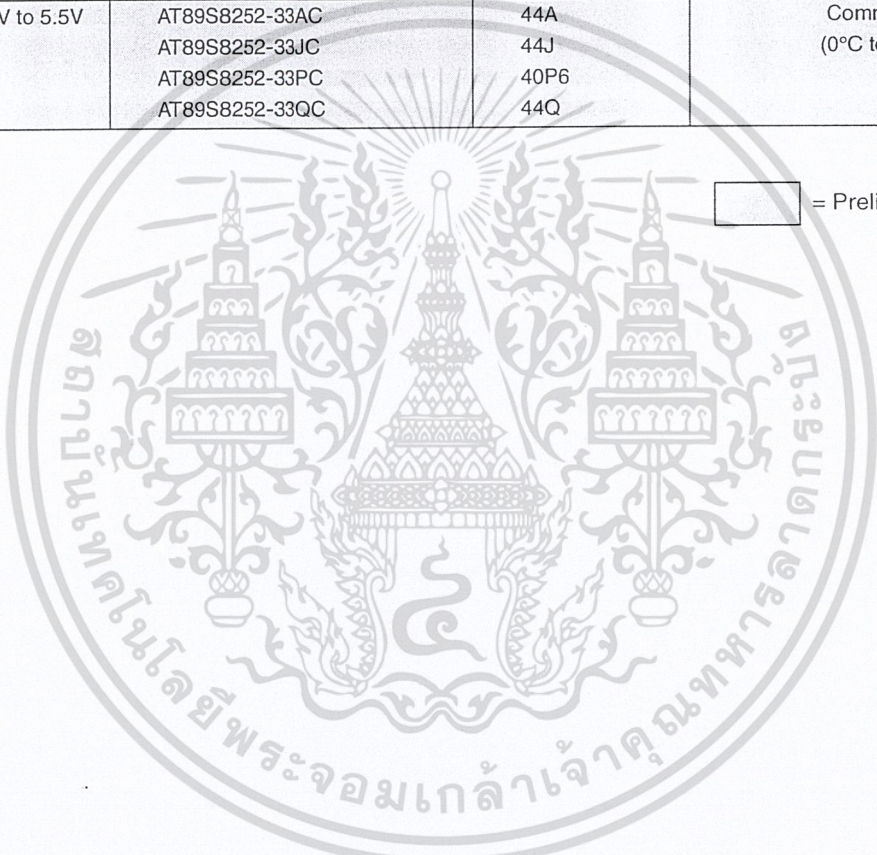 V to 5.5V AT89S8252-33AC 44A Comm
AT89S8252-33JC 44J (0°C t
AT89S8252-33PC 40P6
AT89S8252-33QC 44Q
= Preli
สถาบันเทคโนโลยีพระจอมเกล้าเจ้าคุณทหารลาดกระบัง